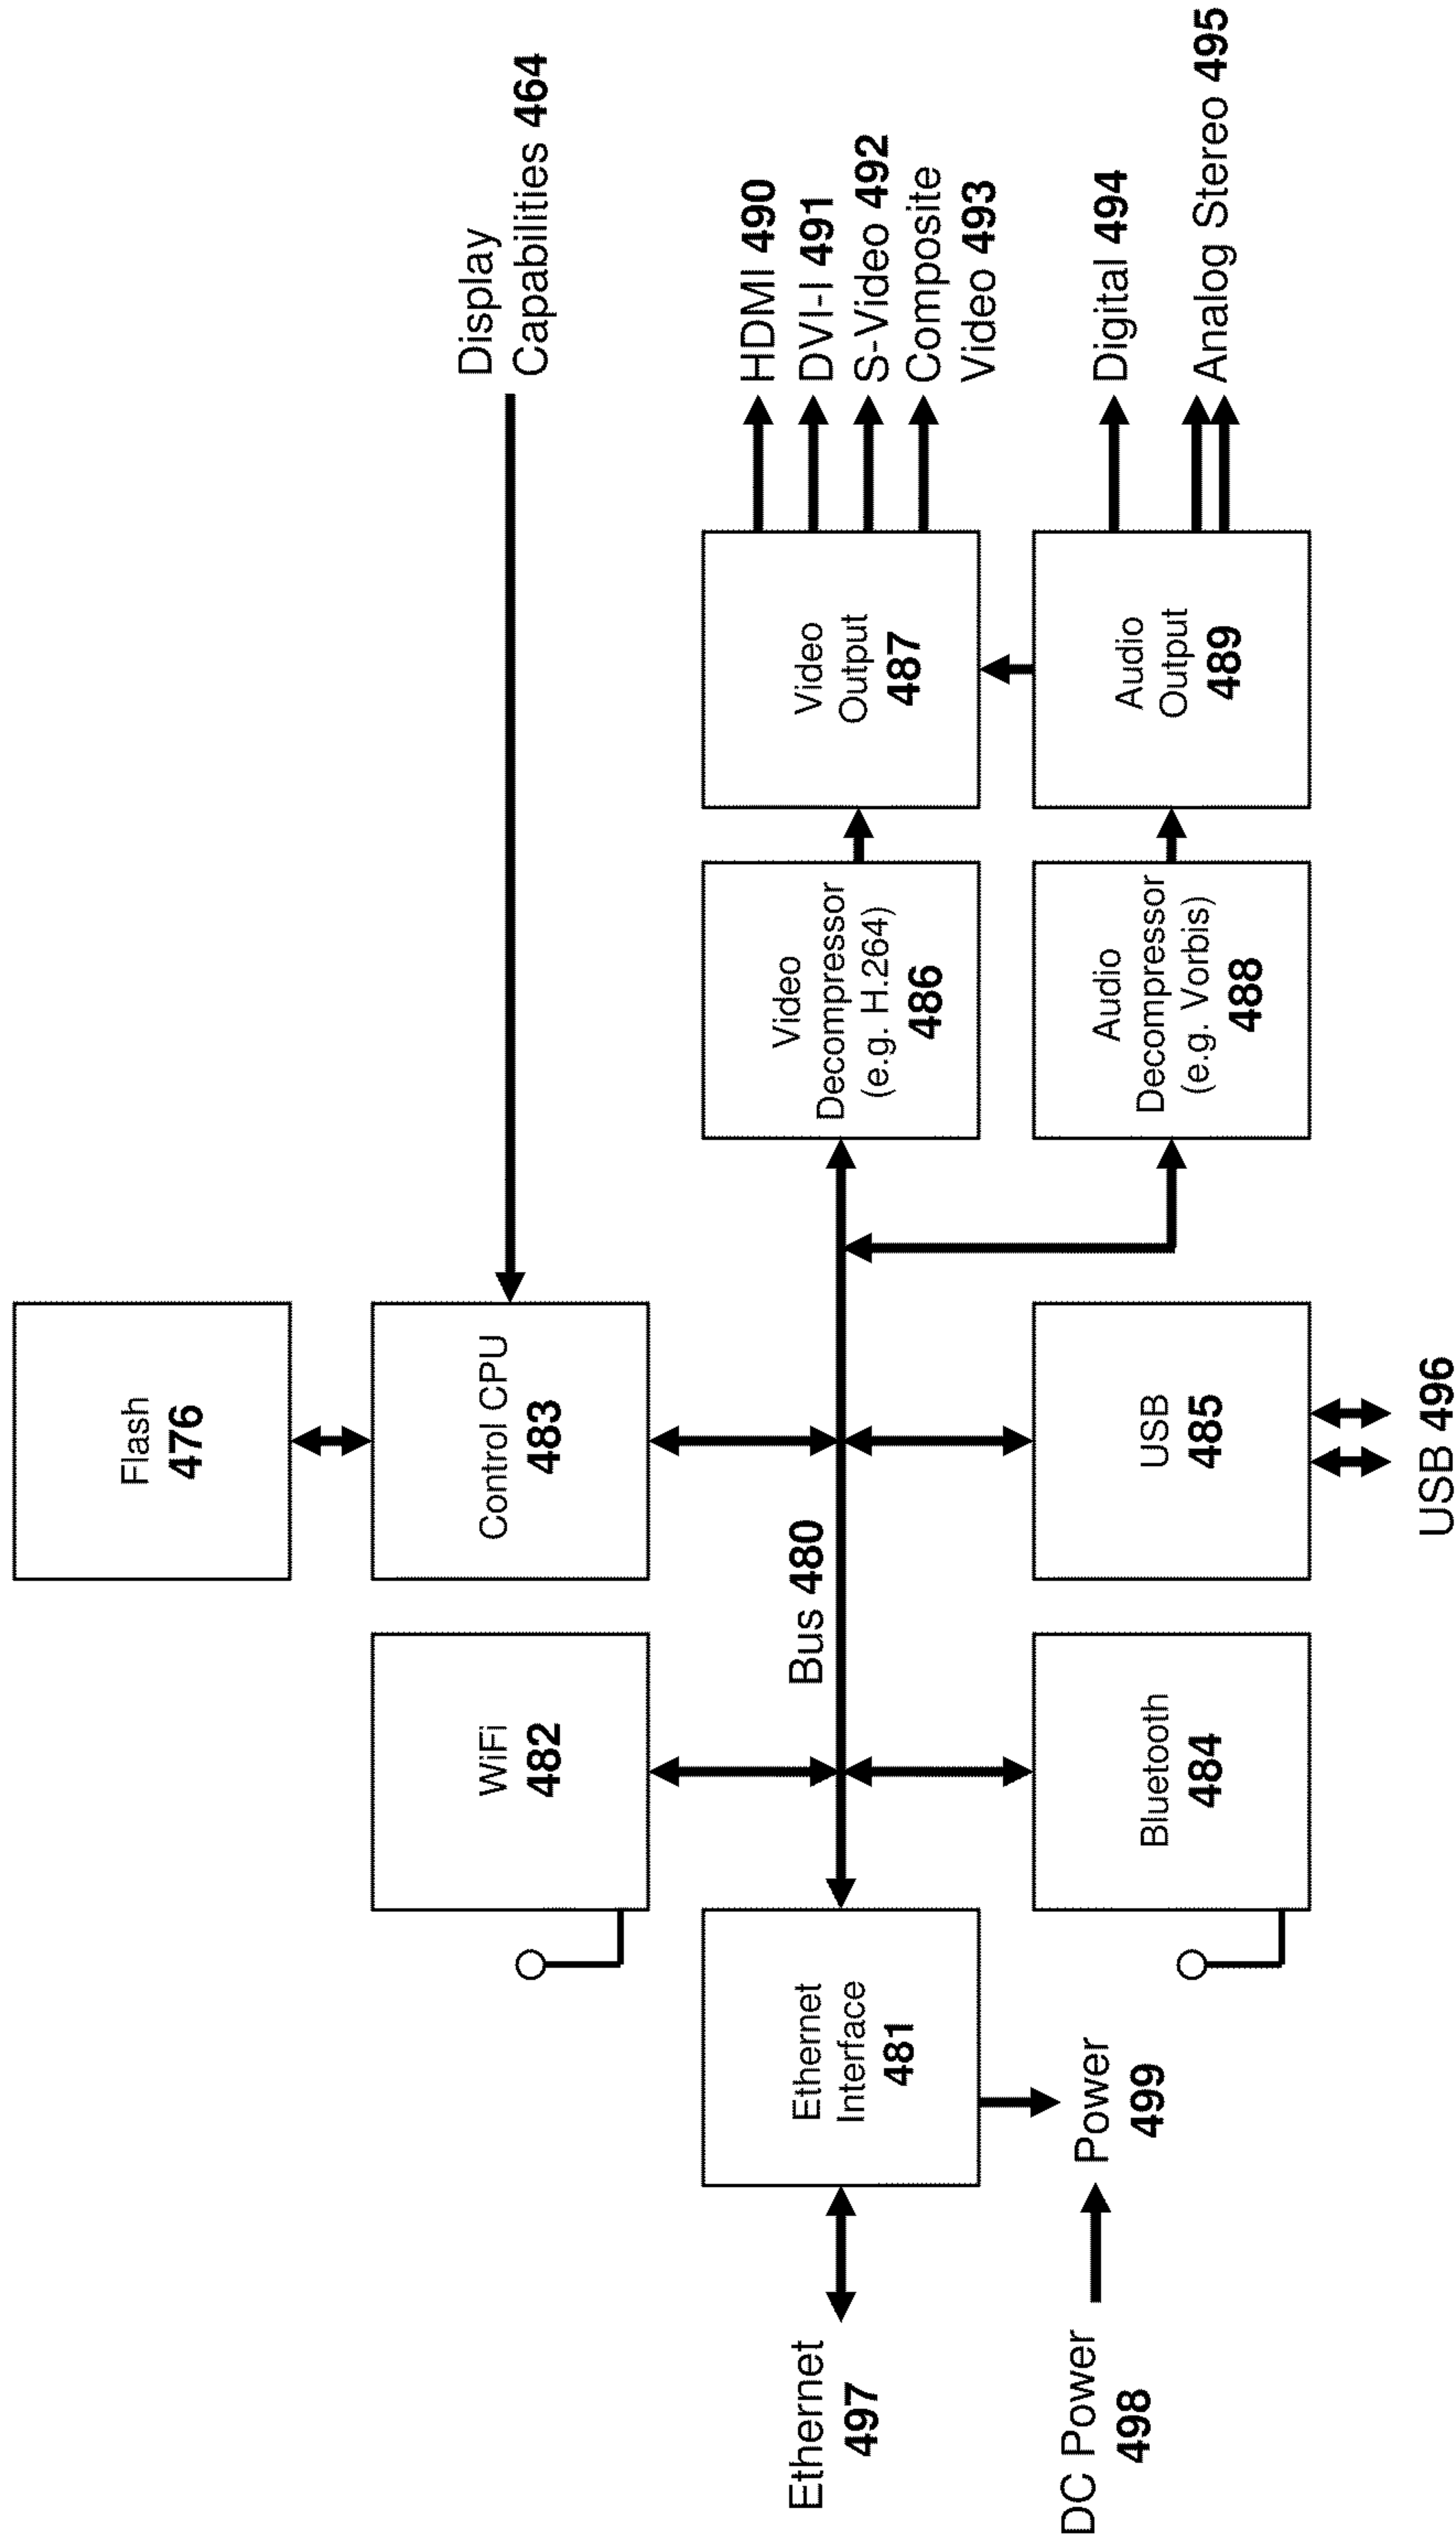 Flash
476
Display
Capabilities 464
WiFi
482
Control CPU
483
Bus 480
Ethernet
497
Ethernet
Interface
481
Video
Decompressor
(e.g. H.264)
486
Video
Output
487
HDMI 490
DVI-I 491
S-Video 492
Composite
Video 493
DC Power
498
Power
499
Bluetooth
484
USB
485
Audio
Decompressor
(e.g. Vorbis)
488
Audio
Output
489
Digital 494
Analog Stereo 495
USB 496